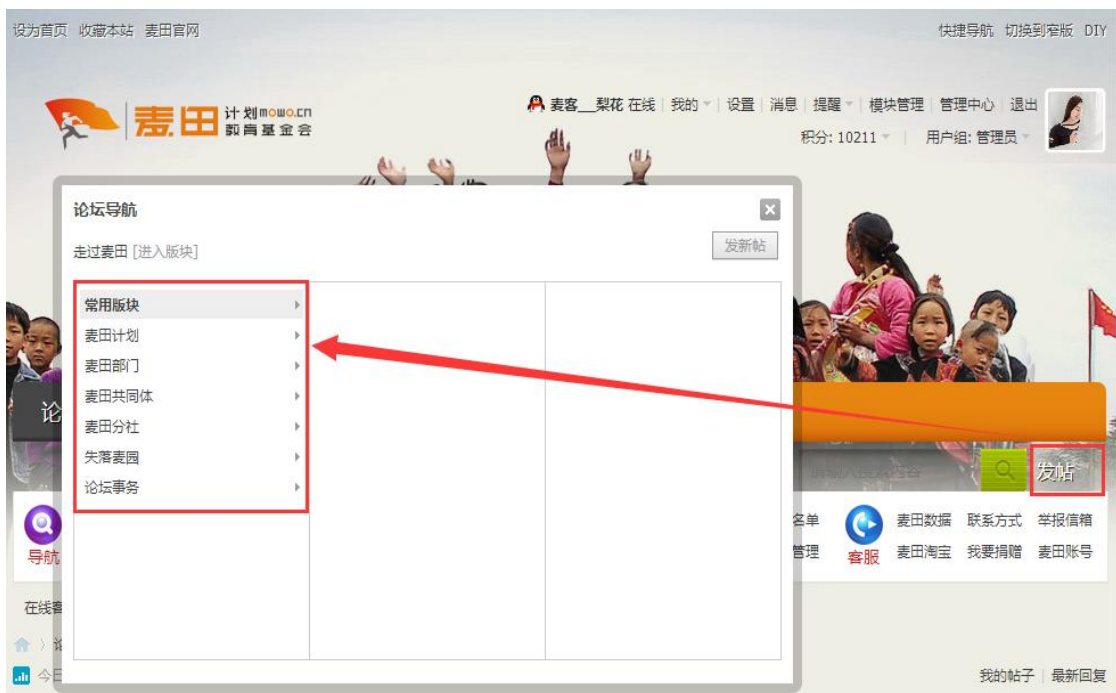 设为首页 收藏本站 麦田官网
快捷导航 切换到窄版 DIY
麦田 计划mowo.cn
教育基金会
麦客__梨花 在线 我的 设置 消息 提醒 模块管理 管理中心 退出
积分: 10211 用户组: 管理员
论坛导航
走过麦田 [进入版块]
发新帖
常用版块
麦田计划
麦田部门
麦田共同体
麦田分社
失落麦园
论坛事务
论
发帖
导航
名单
管理
客服
麦田数据 联系方式 举报信箱
麦田淘宝 我要捐赠 麦田账号
在线客
今日
我的帖子 最新回复